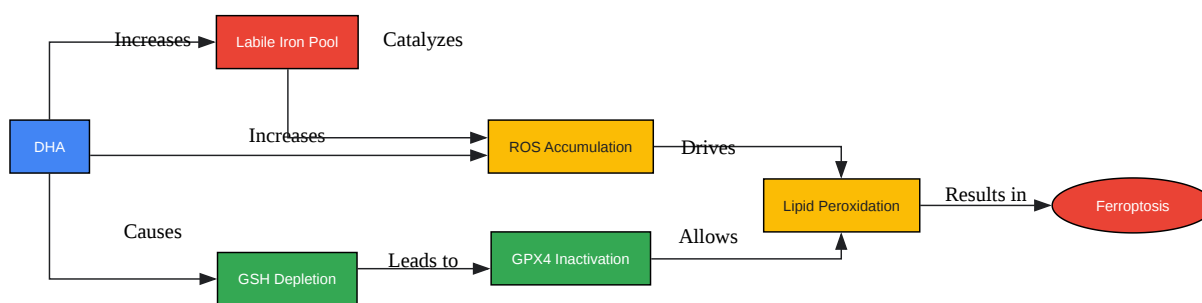 Increases
Labile Iron Pool
Catalyzes
DHA
Increases
ROS Accumulation
Drives
Lipid Peroxidation
Results in
Ferroptosis
Causes
GSH Depletion
Leads to
GPX4 Inactivation
Allows